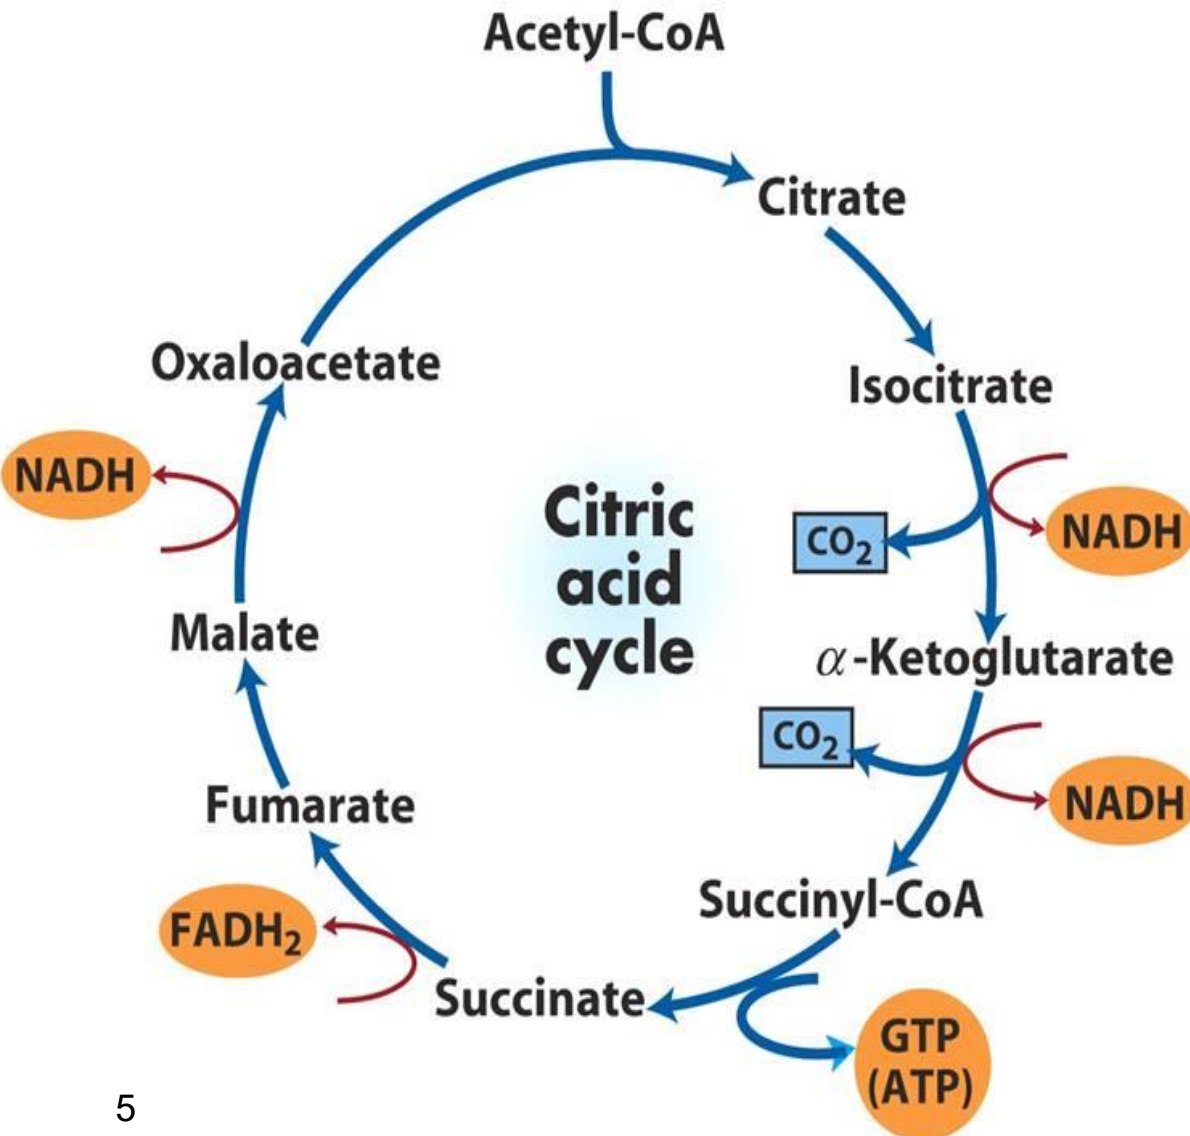 Acetyl-CoA
Citrate
Oxaloacetate
Isocitrate
NADH
Citric
acid
cycle
CO₂
NADH
Malate
α-Ketoglutarate
CO₂
NADH
Fumarate
Succinyl-CoA
FADH₂
Succinate
GTP
(ATP)
5